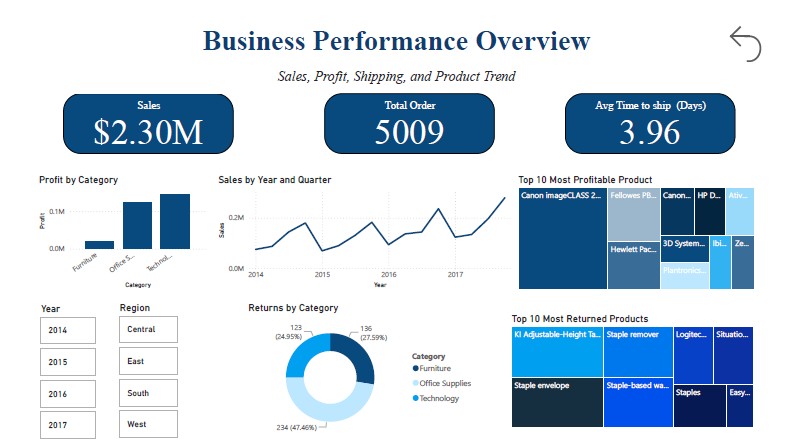 Business Performance Overview
Sales, Profit, Shipping, and Product Trend
Sales
$2.30M
Total Order
5009
Avg Time to ship (Days)
3.96
Profit by Category
Profit
0.1M
0.0M
Furniture
Office S...
Technol...
Category
Sales by Year and Quarter
Sales
0.2M
0.0M
2014
2015
2016
2017
Year
Top 10 Most Profitable Product
Canon imageCLASS 2...
Fellowes PB...
Hewlett Pac...
Canon...
HP D...
Ativ...
3D System...
Plantronics...
Ibi...
Ze...
Year
2014
2015
2016
2017
Region
Central
East
South
West
Returns by Category
123
(24.95%)
136
(27.59%)
234 (47.46%)
Category
Furniture
Office Supplies
Technology
Top 10 Most Returned Products
KI Adjustable-Height Ta...
Staple envelope
Staple remover
Staple-based wa...
Logitec...
Situatio...
Staples
Easy...